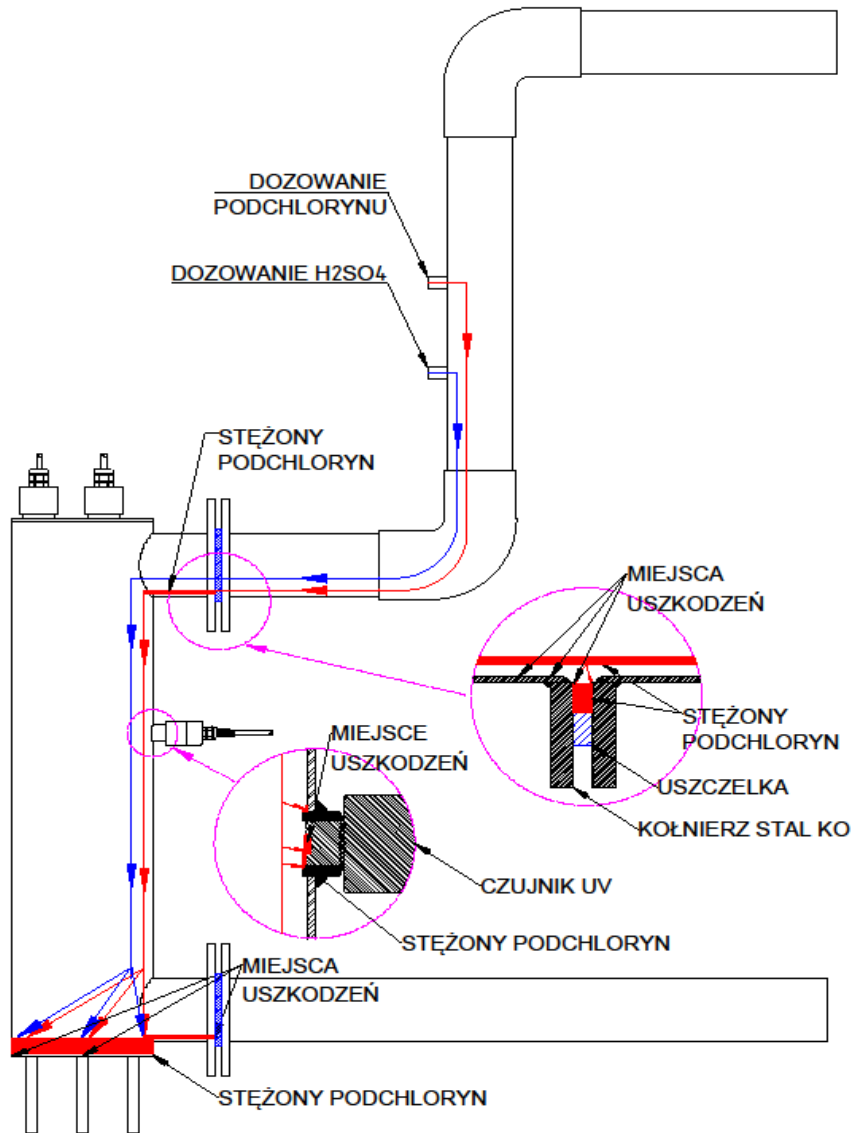 DOZOWANIE
PODCHLORYNU
DOZOWANIE H2SO4
STĘŻONY
PODCHLORYN
MIEJSCA
USZKODZEŃ
STĘŻONY
PODCHLORYN
USZCZELKA
KOŁNIERZ STAL KO
MIEJSCE
USZKODZEŃ
CZUJNIK UV
STĘŻONY PODCHLORYN
MIEJSCA
USZKODZEŃ
STĘŻONY PODCHLORYN